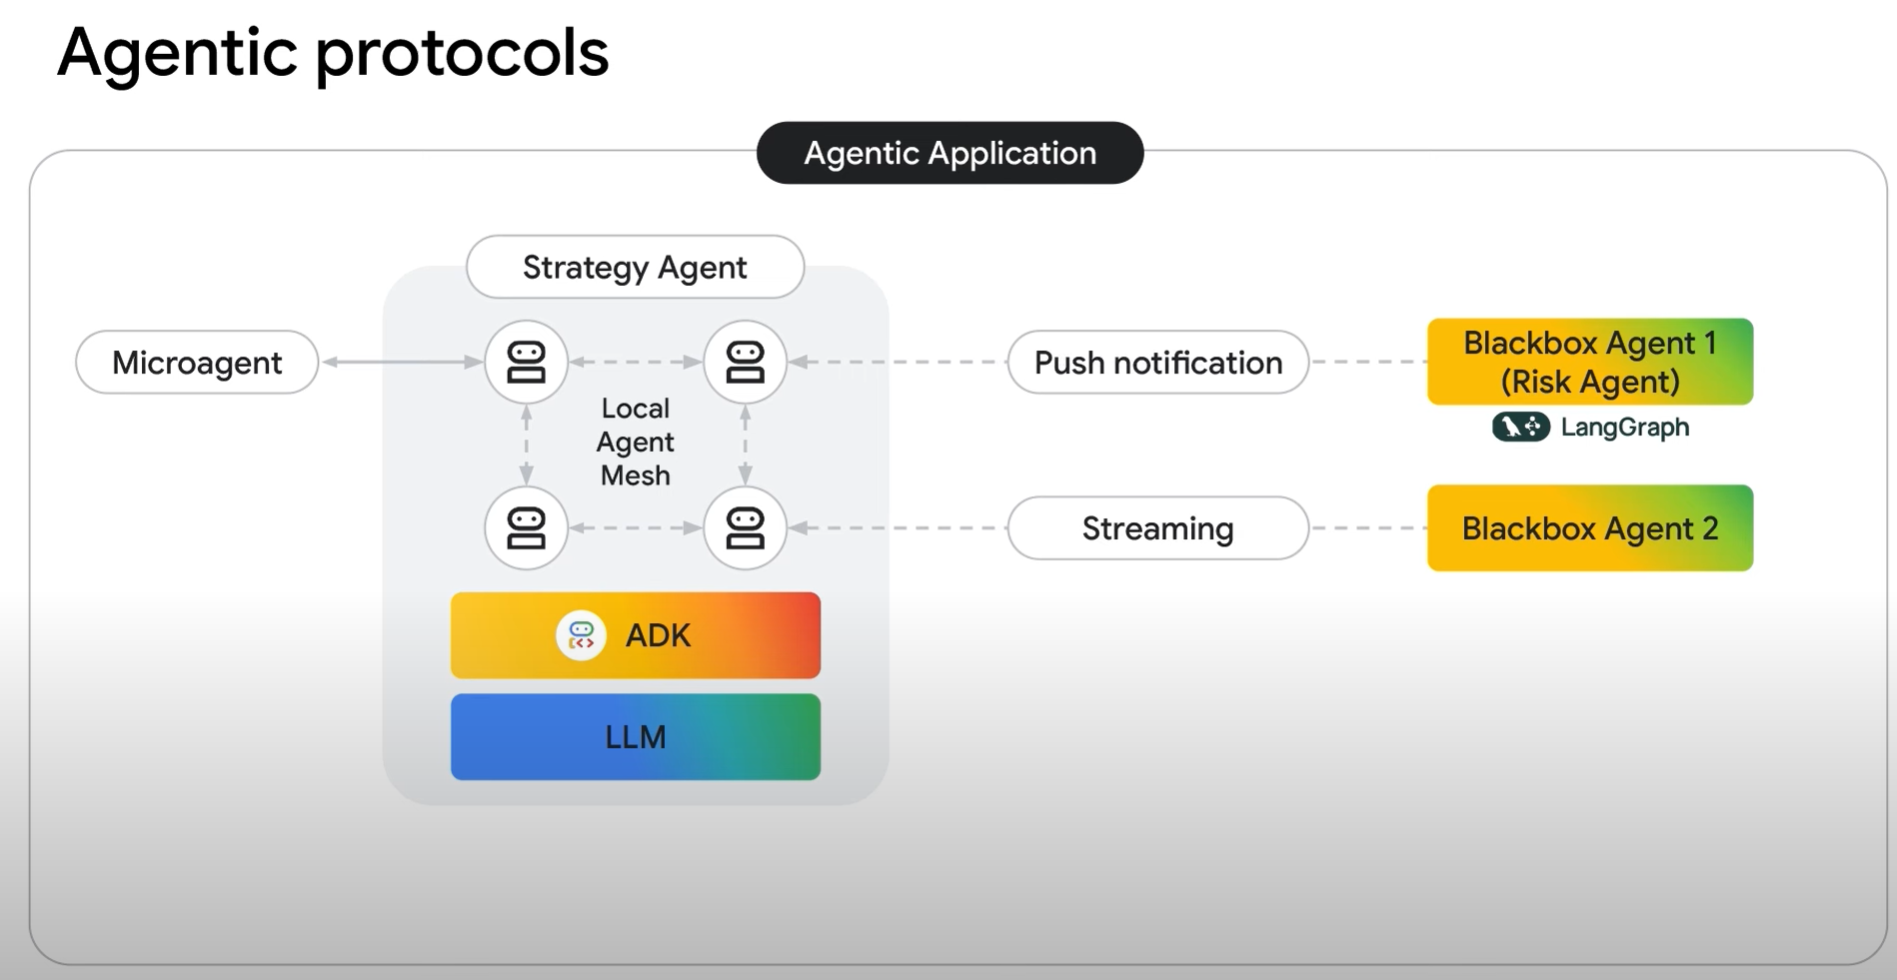 Agentic protocols
Agentic Application
Strategy Agent
Microagent
Local
Agent
Mesh
Push notification
Blackbox Agent 1
(Risk Agent)
LangGraph
Streaming
Blackbox Agent 2
ADK
LLM